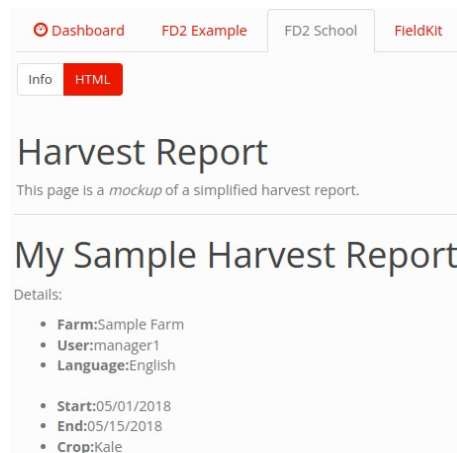 Dashboard FD2 Example FD2 School FieldKit
Info HTML
Harvest Report
This page is a mockup of a simplified harvest report.
My Sample Harvest Report
Details:
Farm:Sample Farm
User:manager1
Language:English
Start:05/01/2018
End:05/15/2018
Crop:Kale